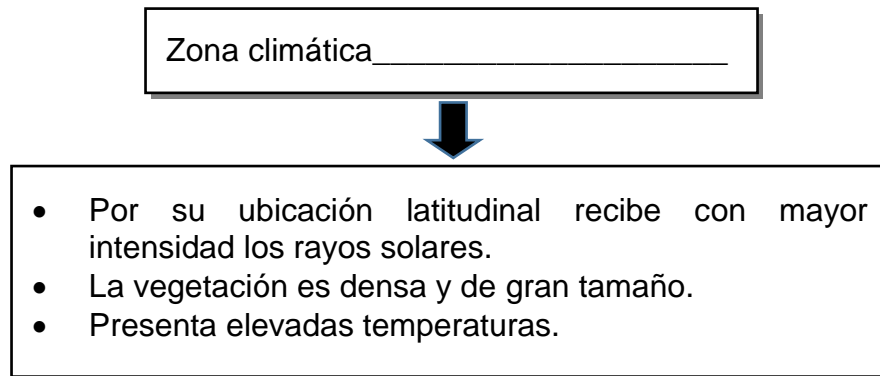 Zona climática____________________
• Por su ubicación latitudinal recibe con mayor
intensidad los rayos solares.
• La vegetación es densa y de gran tamaño.
• Presenta elevadas temperaturas.